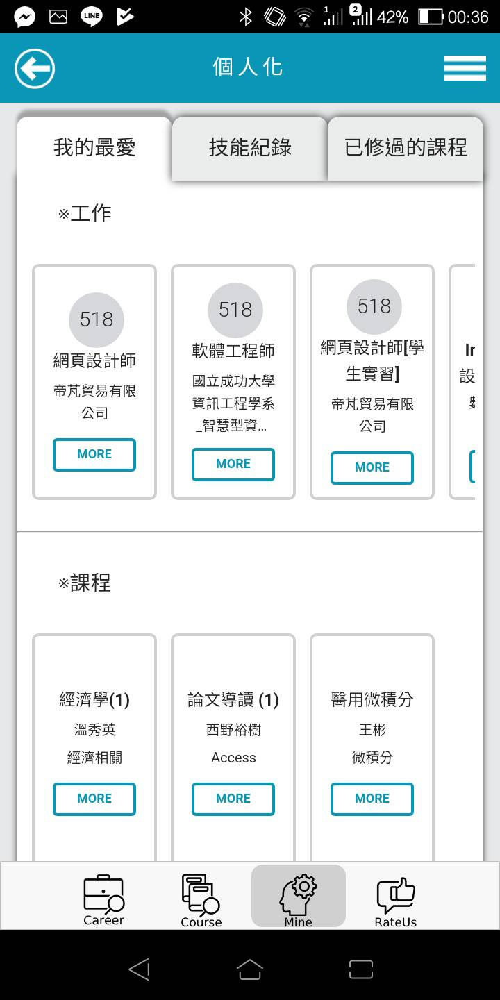 LINE
1
2
42%
00:36
個人化
我的最愛
技能紀錄
已修過的課程
※工作
518
網頁設計師
帝芃貿易有限
公司
MORE
518
軟體工程師
國立成功大學
資訊工程學系
_智慧型資...
MORE
518
網頁設計師[學
生實習]
帝芃貿易有限
公司
MORE
設
※課程
經濟學(1)
溫秀英
經濟相關
MORE
論文導讀 (1)
西野裕樹
Access
MORE
醫用微積分
王彬
微積分
MORE
Career
Course
Mine
RateUs